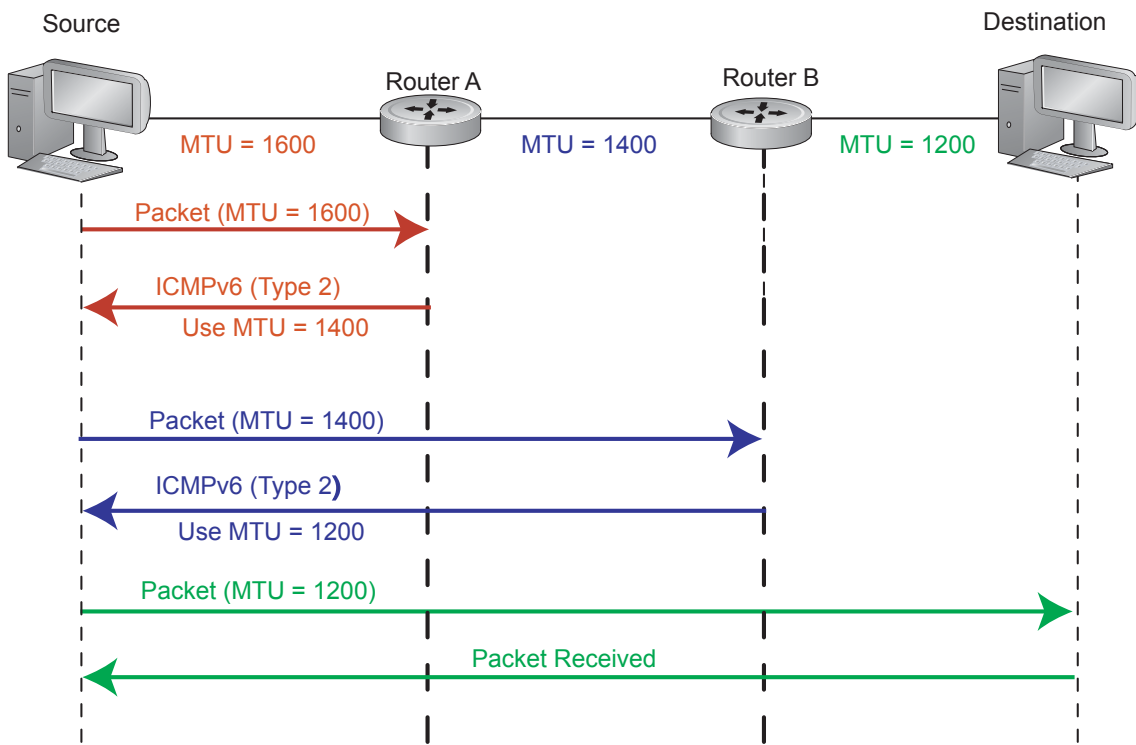 Source
Destination
Router A
Router B
MTU = 1600
MTU = 1400
MTU = 1200
Packet (MTU = 1600)
ICMPv6 (Type 2)
Use MTU = 1400
Packet (MTU = 1400)
ICMPv6 (Type 2)
Use MTU = 1200
Packet (MTU = 1200)
Packet Received